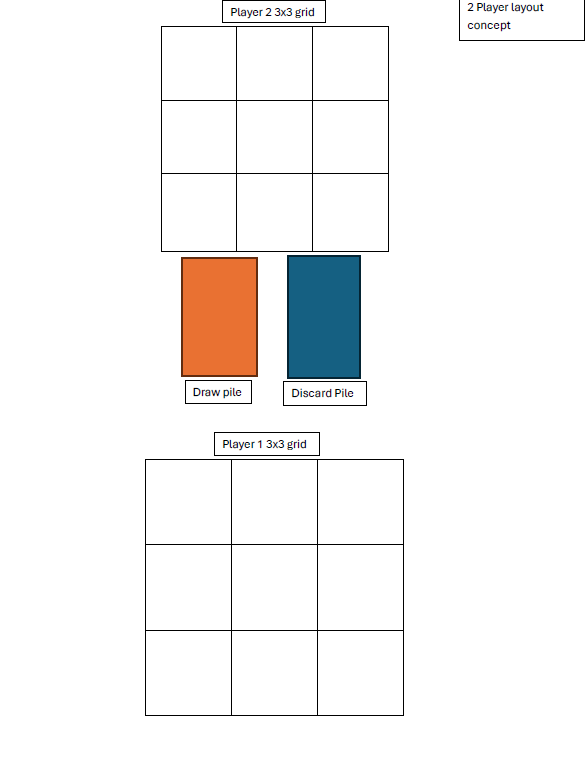 Player 2 3x3 grid
2 Player layout
concept
Draw pile
Discard Pile
Player 1 3x3 grid